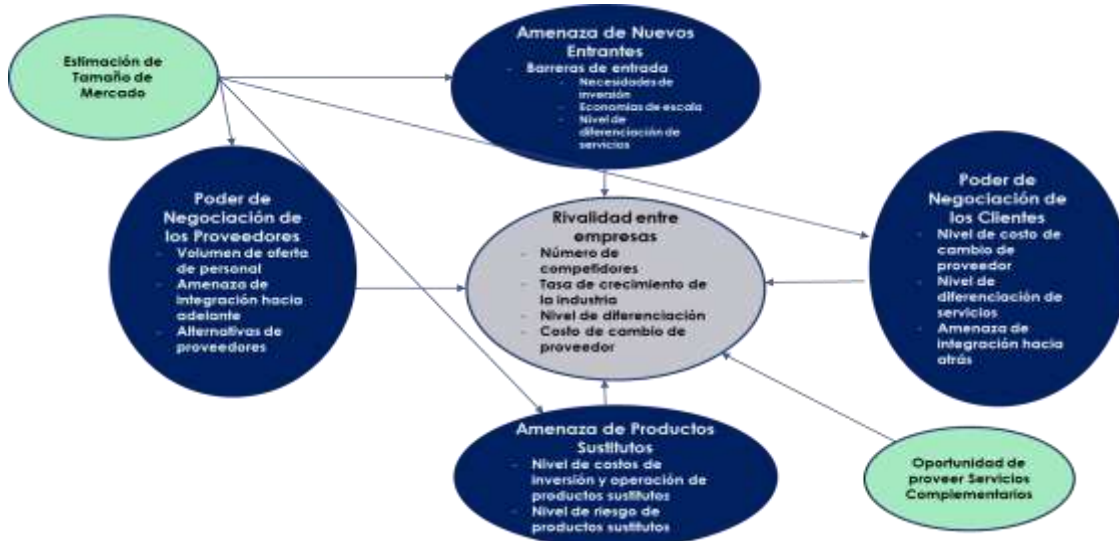 Estimación de
Tamaño de
Mercado
Amenaza de Nuevos
Entrantes
- Barreras de entrada
- Necesidades de
inversión
- Economías de escala
- Nivel de
diferenciación de
servicios
Poder de
Negociación de
los Proveedores
- Volumen de oferta
de personal
- Amenaza de
integración hacia
adelante
- Alternativas de
proveedores
Rivalidad entre
empresas
- Número de
competidores
- Tasa de crecimiento de
la industria
- Nivel de diferenciación
- Costo de cambio de
proveedor
Poder de
Negociación de
los Clientes
- Nivel de costo de
cambio de
proveedor
- Nivel de
diferenciación de
servicios
- Amenaza de
integración hacia
atrás
Amenaza de Productos
Sustitutos
- Nivel de costos de
inversión y operación de
productos sustitutos
- Nivel de riesgo de
productos sustitutos
Oportunidad de
proveer Servicios
Complementarios